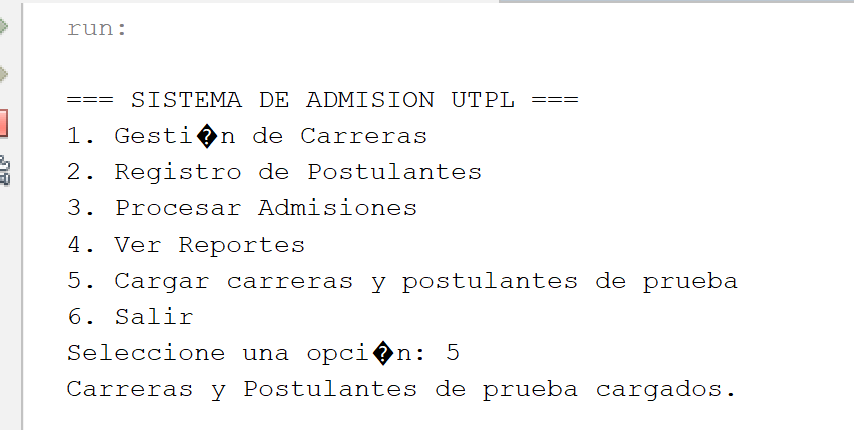 run:
=== SISTEMA DE ADMISION UTPL ===
1. Gesti�n de Carreras
2. Registro de Postulantes
3. Procesar Admisiones
4. Ver Reportes
5. Cargar carreras y postulantes de prueba
6. Salir
Seleccione una opci�n: 5
Carreras y Postulantes de prueba cargados.